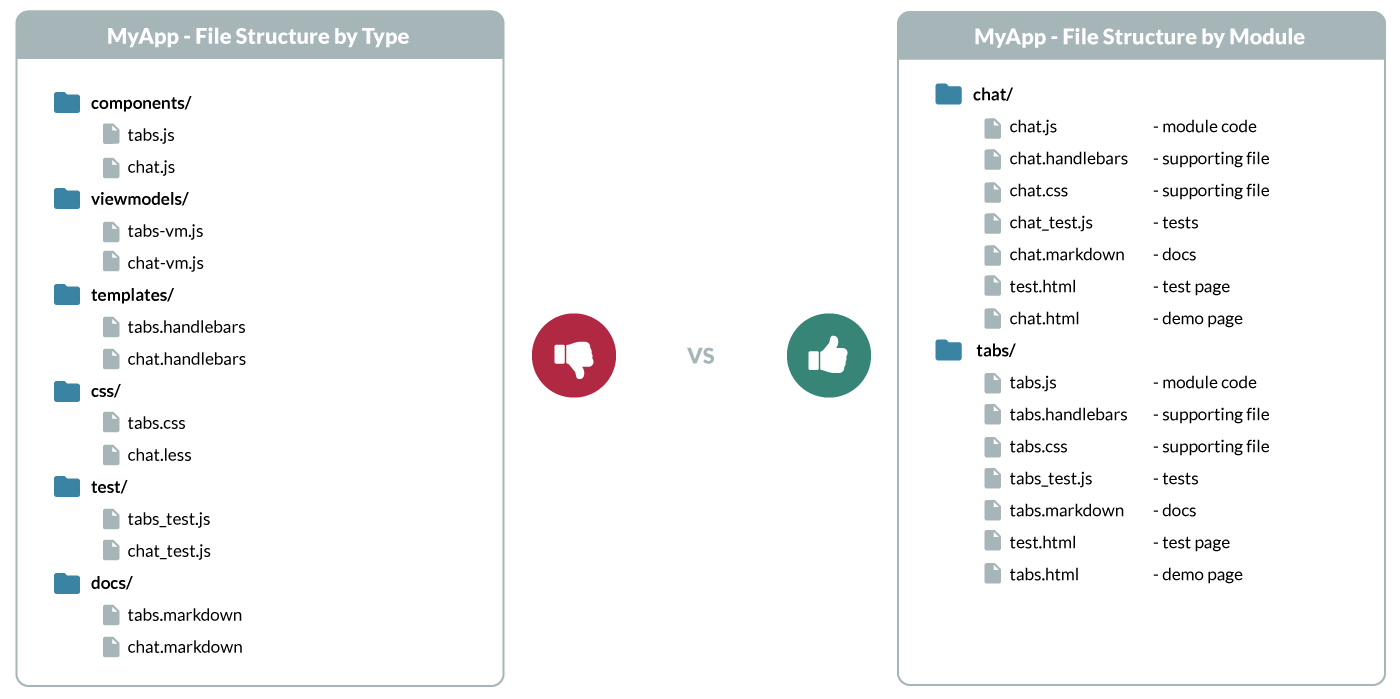 MyApp - File Structure by Type
components/
tabs.js
chat.js
viewmodels/
tabs-vm.js
chat-vm.js
templates/
tabs.handlebars
chat.handlebars
css/
tabs.css
chat.less
test/
tabs_test.js
chat_test.js
docs/
tabs.markdown
chat.markdown
VS
MyApp - File Structure by Module
chat/
chat.js - module code
chat.handlebars - supporting file
chat.css - supporting file
chat_test.js - tests
chat.markdown - docs
test.html - test page
chat.html - demo page
tabs/
tabs.js - module code
tabs.handlebars - supporting file
tabs.css - supporting file
tabs_test.js - tests
tabs.markdown - docs
test.html - test page
tabs.html - demo page